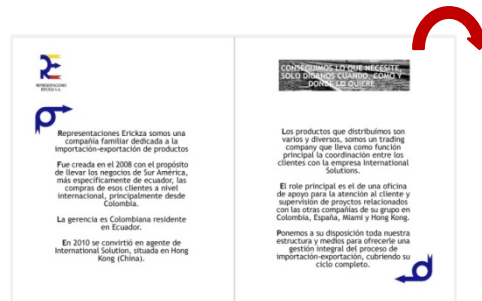 REPRESENTACIONES
ERICKZA S.A.
Representaciones Erickza somos una
compañía familiar dedicada a la
importación-exportación de productos
Fue creada en el 2008 con el propósito
de llevar los negocios de Sur América,
más especificamente de ecuador, las
compras de esos clientes a nivel
internacional, principalmente desde
Colombia.
La gerencia es Colombiana residente
en Ecuador.
En 2010 se convirtió en agente de
International Solution, situada en Hong
Kong (China).
CONSEGUIMOS LO QUE NECESITE,
SOLO DIGANOS CUANDO, COMO Y
DONDE LO QUIERE.
Los productos que distribuímos son
varios y diversos, somos un trading
company que lleva como función
principal la coordinación entre los
clientes con la empresa International
Solutions.
El role principal es el de una oficina
de apoyo para la atención al cliente y
supervisión de proyctos relacionados
con las otras compañías de su grupo en
Colombia, España, Miami y Hong Kong.
Ponemos a su disposición toda nuestra
estructura y medios para ofrecerle una
gestión integral del proceso de
importación-exportación, cubriendo su
ciclo completo.